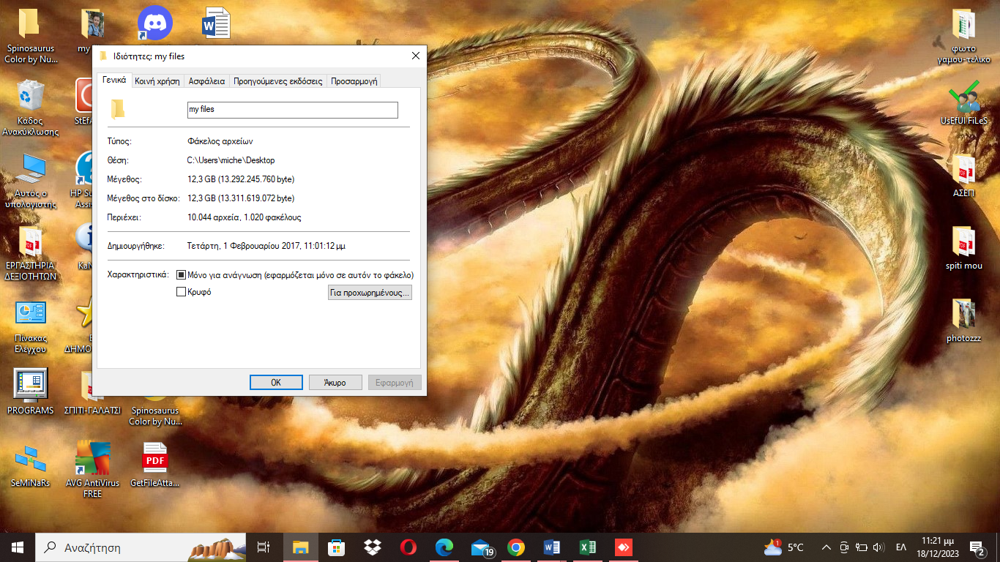 Spinosaurus
Color by Nu...
my
Κάδος
Ανακύκλωσης
StEfA
Αυτός ο
υπολογιστής
HP Su
Assis
ΕΡΓΑΣΤΗΡΙΑ
ΔΕΞΙΟΤΗΤΩΝ
KaN
Πίνακας
Ελέγχου
ΔΗΜΟ
PROGRAMS
ΣΠΙΤΙ-ΓΑΛΑΤΣΙ
Spinosaurus
Color by Nu...
SeMiNaRs
AVG AntiVirus
FREE
PDF
GetFileAtta...
Ιδιότητες: my files
Γενικά
Κοινή χρήση
Ασφάλεια
Προηγούμενες εκδόσεις
Προσαρμογή
my files
Τύπος: Φάκελος αρχείων
Θέση: C:\Users\miche\Desktop
Μέγεθος: 12,3 GB (13.292.245.760 byte)
Μέγεθος στο δίσκο: 12,3 GB (13.311.619.072 byte)
Περιέχει: 10.044 αρχεία, 1.020 φακέλους
Δημιουργήθηκε: Τετάρτη, 1 Φεβρουαρίου 2017, 11:01:12 μμ
Χαρακτηριστικά: Μόνο για ανάγνωση (εφαρμόζεται μόνο σε αυτόν το φάκελο)
Κρυφό
Για προχωρημένους...
OK
Άκυρο
Εφαρμογή
φωτο
γαμου-τελικο
UsEfUl FiLeS
ΑΣΕΠ
spiti mou
photozzz
Αναζήτηση
19
1
5°C
ΕΛ
11:21 μμ
18/12/2023
2